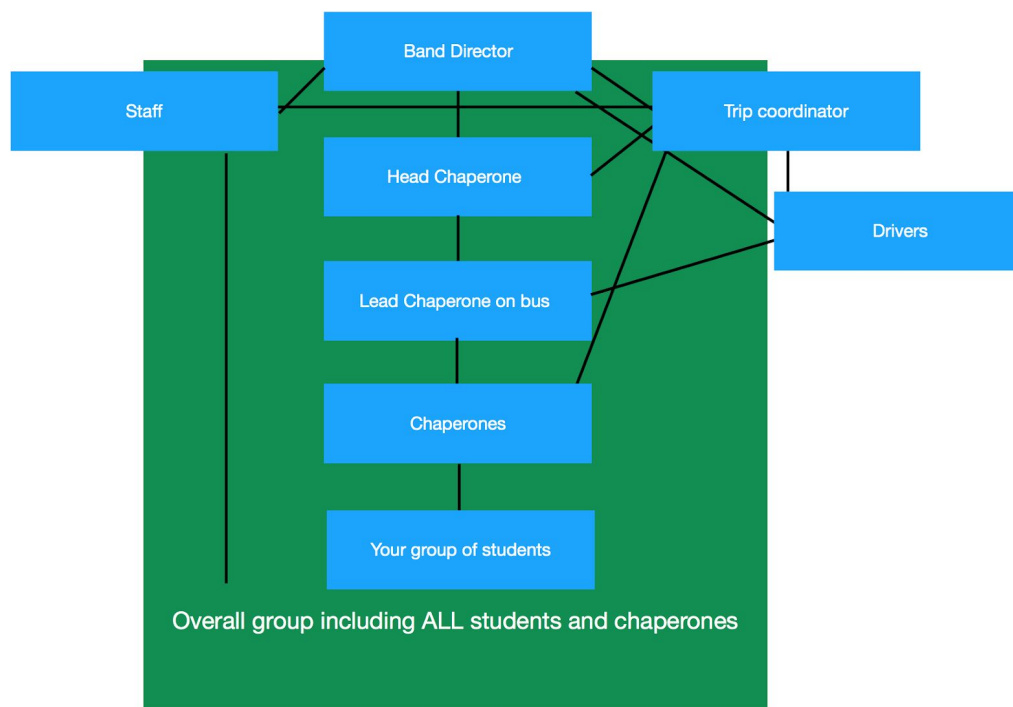 Band Director
Staff
Trip coordinator
Head Chaperone
Drivers
Lead Chaperone on bus
Chaperones
Your group of students
Overall group including ALL students and chaperones